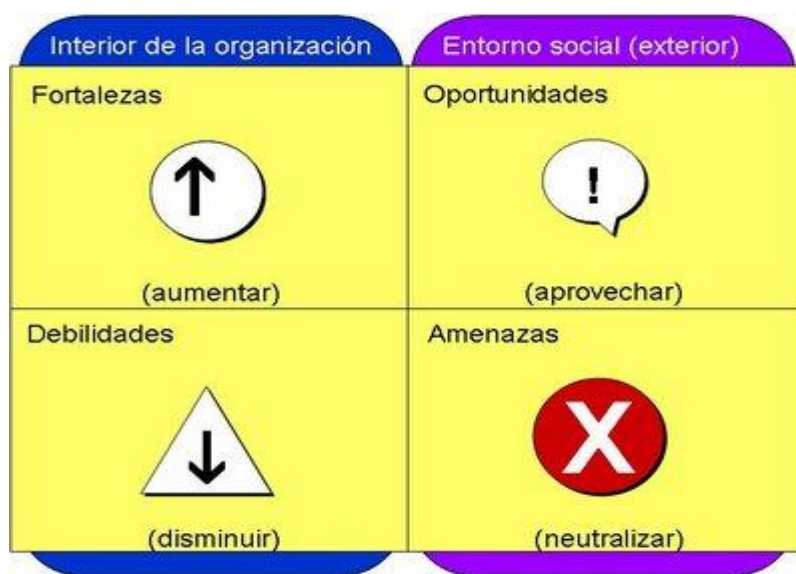 Interior de la organización
Entorno social (exterior)
Fortalezas
Oportunidades
!
(aumentar)
(aprovechar)
Debilidades
Amenazas
X
(disminuir)
(neutralizar)